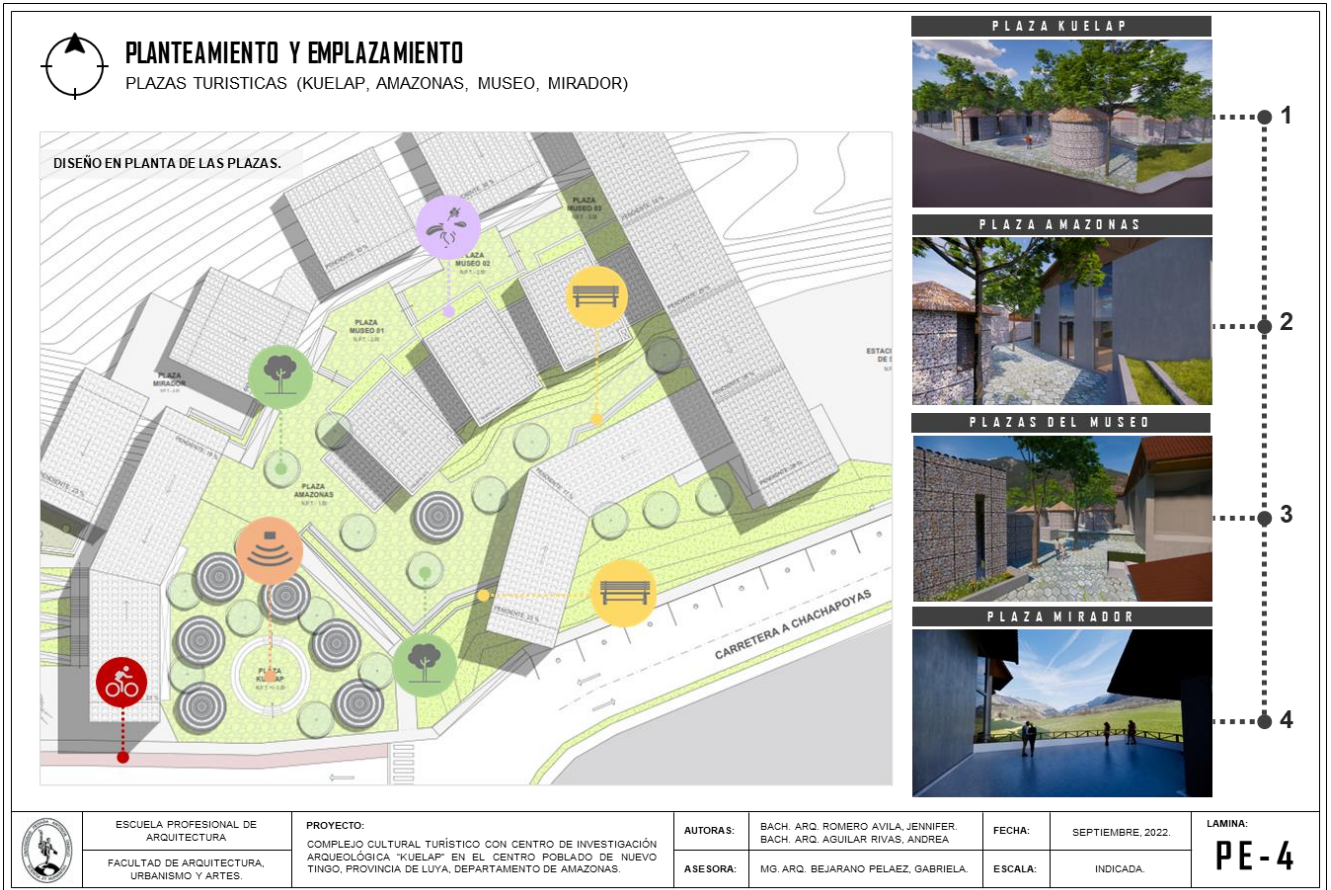 PLANTEAMIENTO Y EMPLAZAMIENTO
PLAZAS TURISTICAS (KUELAP, AMAZONAS, MUSEO, MIRADOR)
DISEÑO EN PLANTA DE LAS PLAZAS.
PLAZA
MUSEO 03
PLAZA
MUSEO 02
PLAZA
MUSEO 01
PLAZA
MIRADOR
PLAZA
AMAZONAS
PLAZA
KUELAP
CARRETERA A CHACHAPOYAS
PLAZA KUELAP
1
PLAZA AMAZONAS
2
PLAZAS DEL MUSEO
3
PLAZA MIRADOR
4
ESCUELA PROFESIONAL DE
ARQUITECTURA
FACULTAD DE ARQUITECTURA,
URBANISMO Y ARTES.
PROYECTO:
COMPLEJO CULTURAL TURÍSTICO CON CENTRO DE INVESTIGACIÓN
ARQUEOLÓGICA "KUELAP" EN EL CENTRO POBLADO DE NUEVO
TINGO, PROVINCIA DE LUYA, DEPARTAMENTO DE AMAZONAS.
AUTORAS:
BACH. ARQ. ROMERO AVILA, JENNIFER.
BACH. ARQ. AGUILAR RIVAS, ANDREA
ASESORA:
MG. ARQ. BEJARANO PELAEZ, GABRIELA.
FECHA:
SEPTIEMBRE, 2022.
ESCALA:
INDICADA.
LAMINA:
PE-4